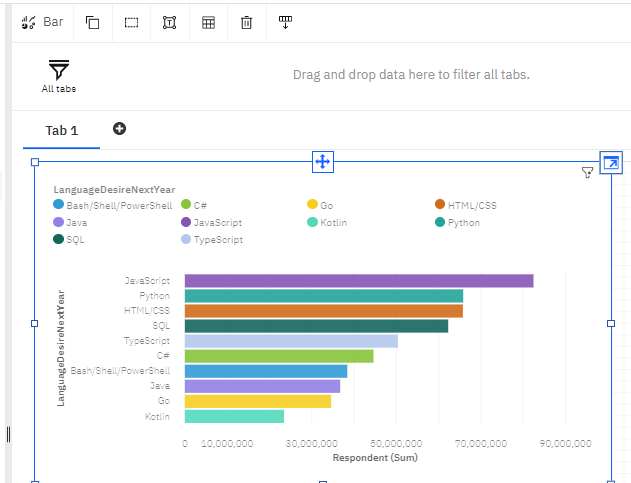 Bar
All tabs
Drag and drop data here to filter all tabs.
Tab 1
LanguageDesireNextYear
Bash/Shell/PowerShell C# Go HTML/CSS
Java JavaScript Kotlin Python
SQL TypeScript
LanguageDesireNextYear
JavaScript
Python
HTML/CSS
SQL
TypeScript
C#
Bash/Shell/PowerShell
Java
Go
Kotlin
0 10,000,000 30,000,000 50,000,000 70,000,000 90,000,000
Respondent (Sum)